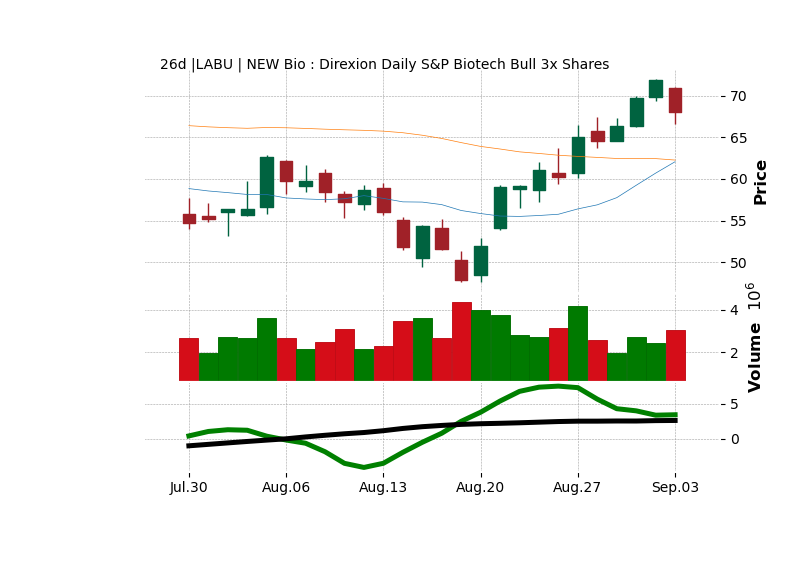 26d |LABU | NEW Bio : Direxion Daily S&P Biotech Bull 3x Shares
70
65
60
55
50
Price
4
2
Volume 10^6
5
0
Jul.30 Aug.06 Aug.13 Aug.20 Aug.27 Sep.03